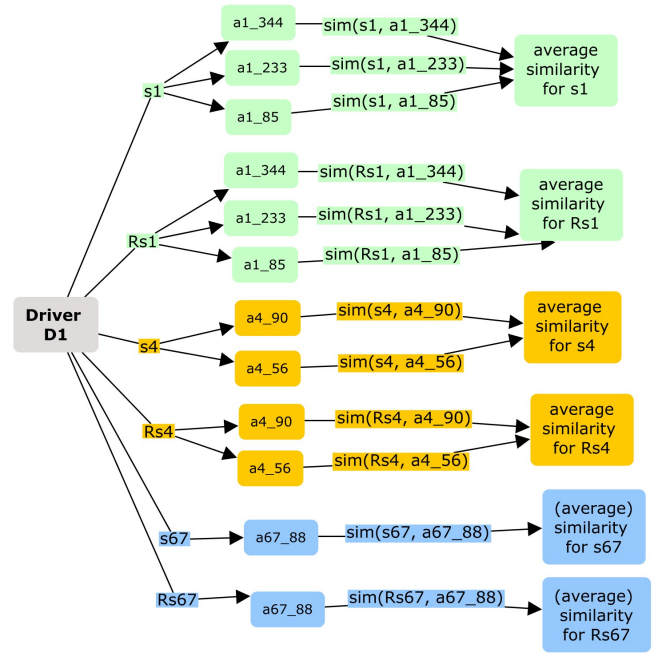 a1_344
sim(s1, a1_344)
a1_233
sim(s1, a1_233)
s1
a1_85
sim(s1, a1_85)
average
similarity
for s1
a1_344
sim(Rs1, a1_344)
a1_233
sim(Rs1, a1_233)
Rs1
a1_85
sim(Rs1, a1_85)
average
similarity
for Rs1
Driver
D1
s4
a4_90
sim(s4, a4_90)
a4_56
sim(s4, a4_56)
average
similarity
for s4
Rs4
a4_90
sim(Rs4, a4_90)
a4_56
sim(Rs4, a4_56)
average
similarity
for Rs4
s67
a67_88
sim(s67, a67_88)
(average)
similarity
for s67
Rs67
a67_88
sim(Rs67, a67_88)
(average)
similarity
for Rs67